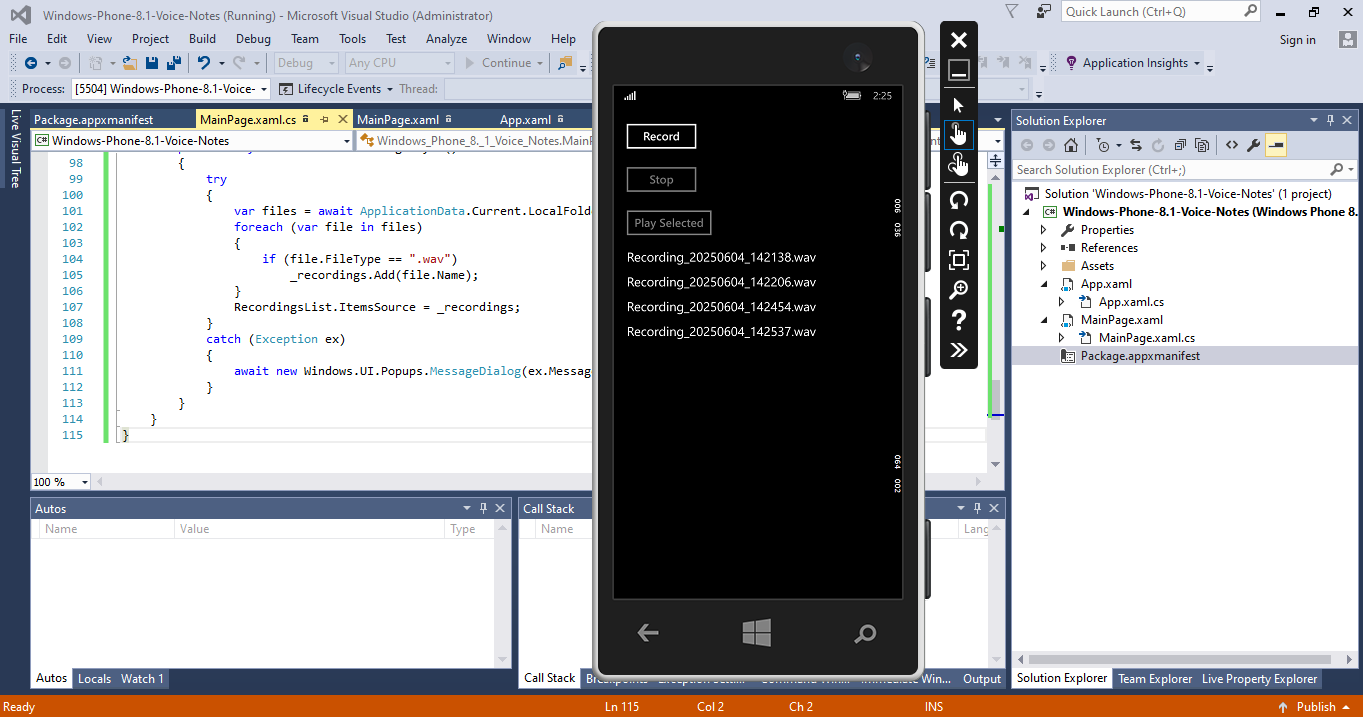 Windows-Phone-8.1-Voice-Notes (Running) - Microsoft Visual Studio (Administrator)
Quick Launch (Ctrl+Q)
File Edit View Project Build Debug Team Tools Test Analyze Window Help
Sign in
Debug Any CPU Continue
Application Insights
Process: [5504] Windows-Phone-8.1-Voice- Lifecycle Events Thread:
Live Visual Tree
Package.appxmanifest MainPage.xaml.cs MainPage.xaml App.xaml
C# Windows-Phone-8.1-Voice-Notes Windows_Phone_8._1_Voice_Notes.MainP
98 {
99 try
100 {
101 var files = await ApplicationData.Current.LocalFolde
102 foreach (var file in files)
103 {
104 if (file.FileType == ".wav")
105 _recordings.Add(file.Name);
106 }
107 RecordingsList.ItemsSource = _recordings;
108 }
109 catch (Exception ex)
110 {
111 await new Windows.UI.Popups.MessageDialog(ex.Messag
112 }
113 }
114 }
115 }
100 %
Autos
Name Value Type
Autos Locals Watch 1
Call Stack
Name
Lang
Call Stack
Output
2:25
Record
Stop
Play Selected
Recording_20250604_142138.wav
Recording_20250604_142206.wav
Recording_20250604_142454.wav
Recording_20250604_142537.wav
006 036
064 002
?
Solution Explorer
Search Solution Explorer (Ctrl+;)
Solution 'Windows-Phone-8.1-Voice-Notes' (1 project)
C# Windows-Phone-8.1-Voice-Notes (Windows Phone 8.
Properties
References
Assets
App.xaml
App.xaml.cs
MainPage.xaml
MainPage.xaml.cs
Package.appxmanifest
Solution Explorer Team Explorer Live Property Explorer
Ready Ln 115 Col 2 Ch 2 INS Publish